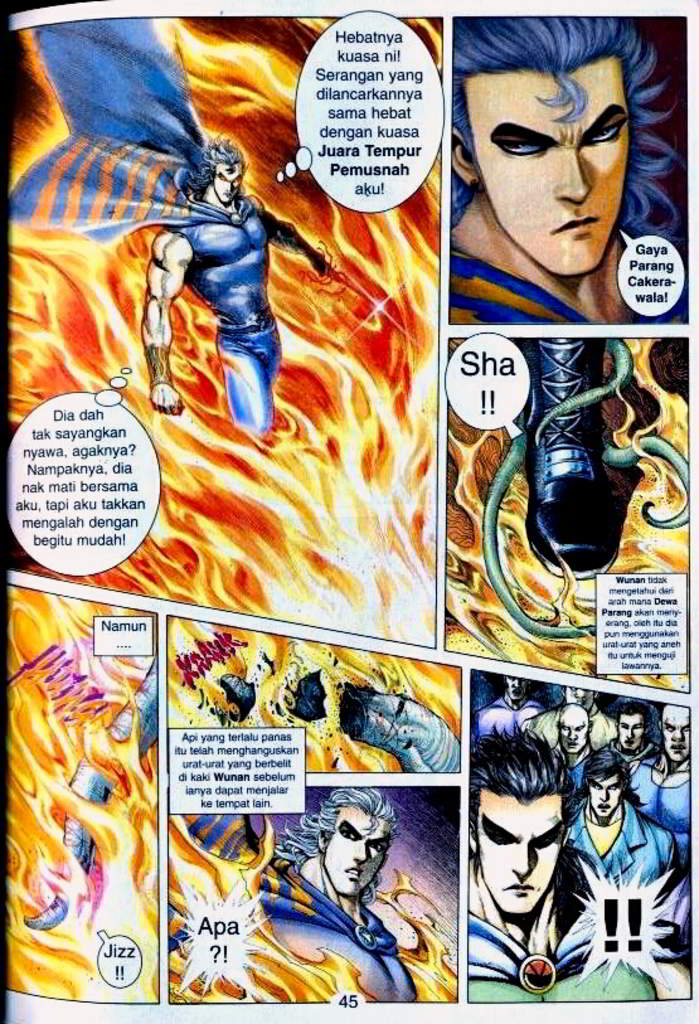 Hebatnya
kuasa ni!
Serangan yang
dilancarkannya
sama hebat
dengan kuasa
Juara Tempur
Pemusnah
aku!
Dia dah
tak sayangkan
nyawa, agaknya?
Nampaknya, dia
nak mati bersama
aku, tapi aku takkan
mengalah dengan
begitu mudah!
Gaya
Parang
Cakera-
wala!
Sha
!!
Wunan tidak
mengetahui dari
arah mana Dewa
Parang akan meny-
erang, oleh itu dia
pun menggunakan
urat-urat yang aneh
itu untuk menguji
lawannya.
Namun
....
Jizz
!!
Api yang terlalu panas
itu telah menghanguskan
urat-urat yang berbelit
di kaki Wunan sebelum
ianya dapat menjalar
ke tempat lain.
Apa
?!
!!
45